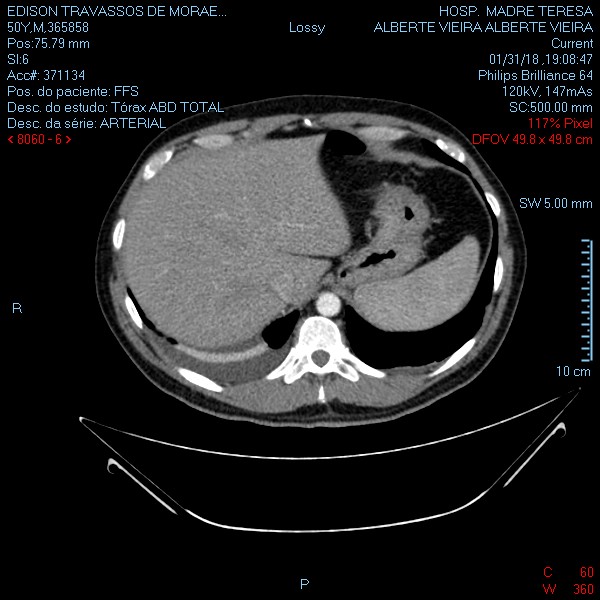 EDISON TRAVASSOS DE MORAE...
50Y,M,365858
Pos:75.79 mm
SI:6
Acc#: 371134
Pos. do paciente: FFS
Desc. do estudo: Tórax ABD TOTAL
Desc. da série: ARTERIAL
< 8060 - 6 >
Lossy
HOSP. MADRE TERESA
ALBERTE VIEIRA ALBERTE VIEIRA
Current
01/31/18 ,19:08:47
Philips Brilliance 64
120kV, 147mAs
SC:500.00 mm
117% Pixel
DFOV 49.8 x 49.8 cm
SW 5.00 mm
R
10 cm
P
C 60
W 360